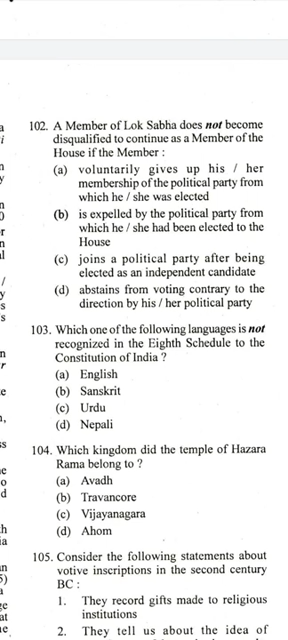 102. A Member of Lok Sabha does not become
disqualified to continue as a Member of the
House if the Member :
(a) voluntarily gives up his / her
membership of the political party from
which he / she was elected
(b) is expelled by the political party from
which he / she had been elected to the
House
(c) joins a political party after being
elected as an independent candidate
(d) abstains from voting contrary to the
direction by his / her political party
103. Which one of the following languages is not
recognized in the Eighth Schedule to the
Constitution of India ?
(a) English
(b) Sanskrit
(c) Urdu
(d) Nepali
104. Which kingdom did the temple of Hazara
Rama belong to ?
(a) Avadh
(b) Travancore
(c) Vijayanagara
(d) Ahom
105. Consider the following statements about
votive inscriptions in the second century
BC :
1. They record gifts made to religious
institutions
2. They tell us about the idea of